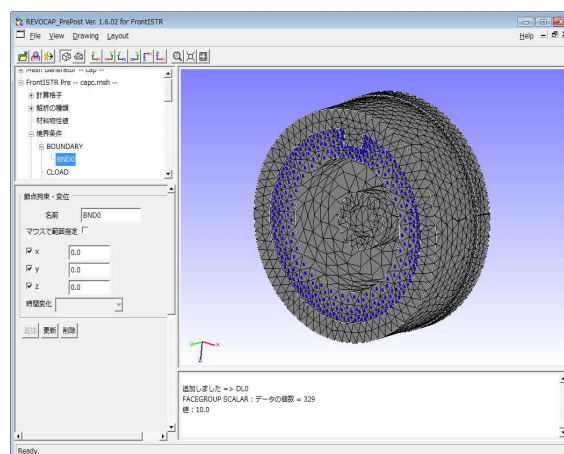 REVOCAP_PrePost Ver. 1.6.02 for FrontISTR
File View Drawing Layout Help
Mesh Generator -- cap --
FrontISTR Pre -- capc.msh --
計算格子
解析の種類
材料物性値
境界条件
BOUNDARY
BND0
CLOAD
節点拘束・変位
名前 BND0
マウスで範囲指定
x 0.0
y 0.0
z 0.0
時間変化
追加 更新 削除
y x
z
追加しました => DL0
FACEGROUP SCALAR : データの個数 = 329
値 : 10.0
Ready.